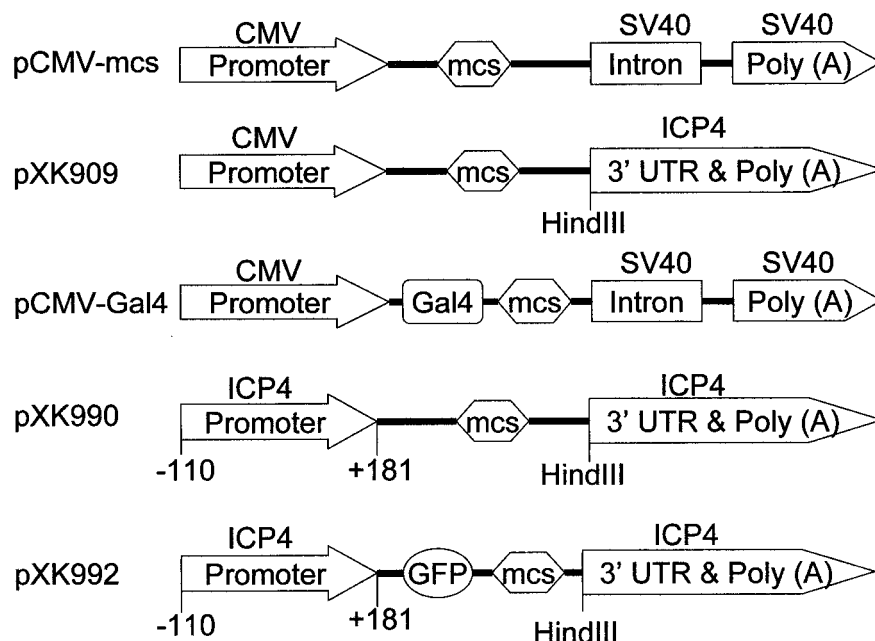 CMV SV40 SV40
pCMV-mcs Promoter mcs Intron Poly (A)
CMV ICP4
pXK909 Promoter mcs 3' UTR & Poly (A)
HindIII
CMV SV40 SV40
pCMV-Gal4 Promoter Gal4 mcs Intron Poly (A)
ICP4 ICP4
pXK990 Promoter mcs 3' UTR & Poly (A)
-110 +181 HindIII
ICP4 ICP4
pXK992 Promoter GFP mcs 3' UTR & Poly (A)
-110 +181 HindIII